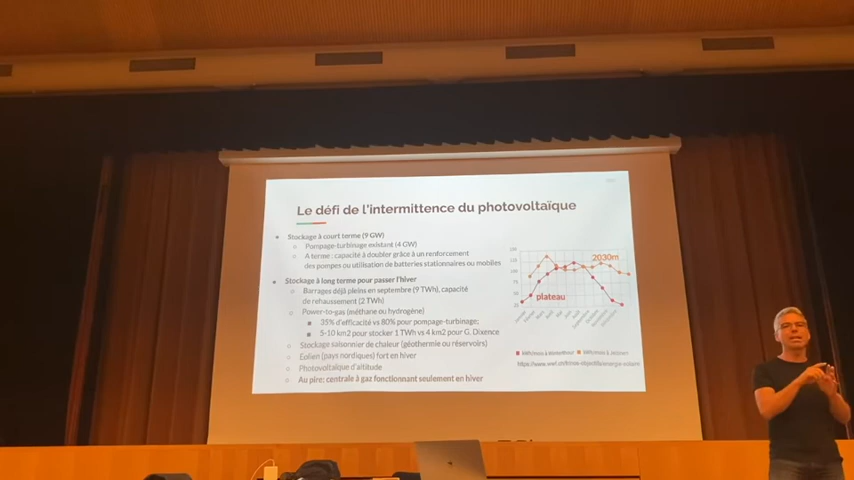 Le défi de l'intermittence du photovoltaïque
Stockage à court terme (9 GW)
Pompage-turbinage existant (4 GW)
A terme : capacité à doubler grâce à un renforcement
des pompes ou utilisation de batteries stationnaires ou mobiles
Stockage à long terme pour passer l'hiver
Barrages déjà pleins en septembre (9 TWh), capacité
de rehaussement (2 TWh)
Power-to-gas (méthane ou hydrogène)
35% d'efficacité vs 80% pour pompage-turbinage;
5-10 km2 pour stocker 1 TWh vs 4 km2 pour G. Dixence
Stockage saisonnier de chaleur (géothermie ou réservoirs)
Eolien (pays nordiques) fort en hiver
Photovoltaïque d'altitude
Au pire: centrale à gaz fonctionnant seulement en hiver
2030m
plateau